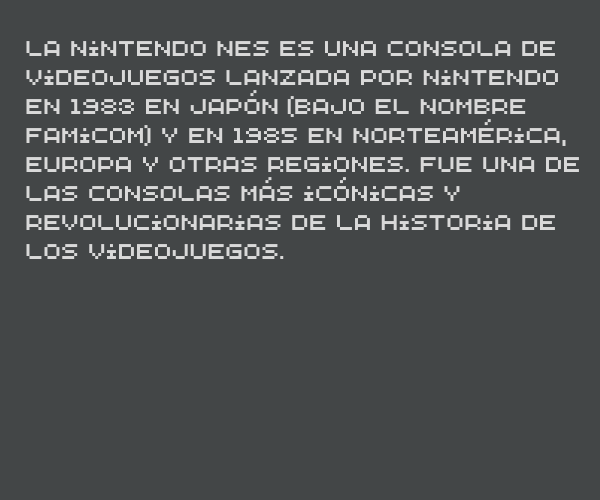 LA NINTENDO NES ES UNA CONSOLA DE
VIDEOJUEGOS LANZADA POR NINTENDO
EN 1983 EN JAPÓN (BAJO EL NOMBRE
FAMICOM) Y EN 1985 EN NORTEAMÉRICA,
EUROPA Y OTRAS REGIONES. FUE UNA DE
LAS CONSOLAS MÁS ICÓNICAS Y
REVOLUCIONARIAS DE LA HISTORIA DE
LOS VIDEOJUEGOS.